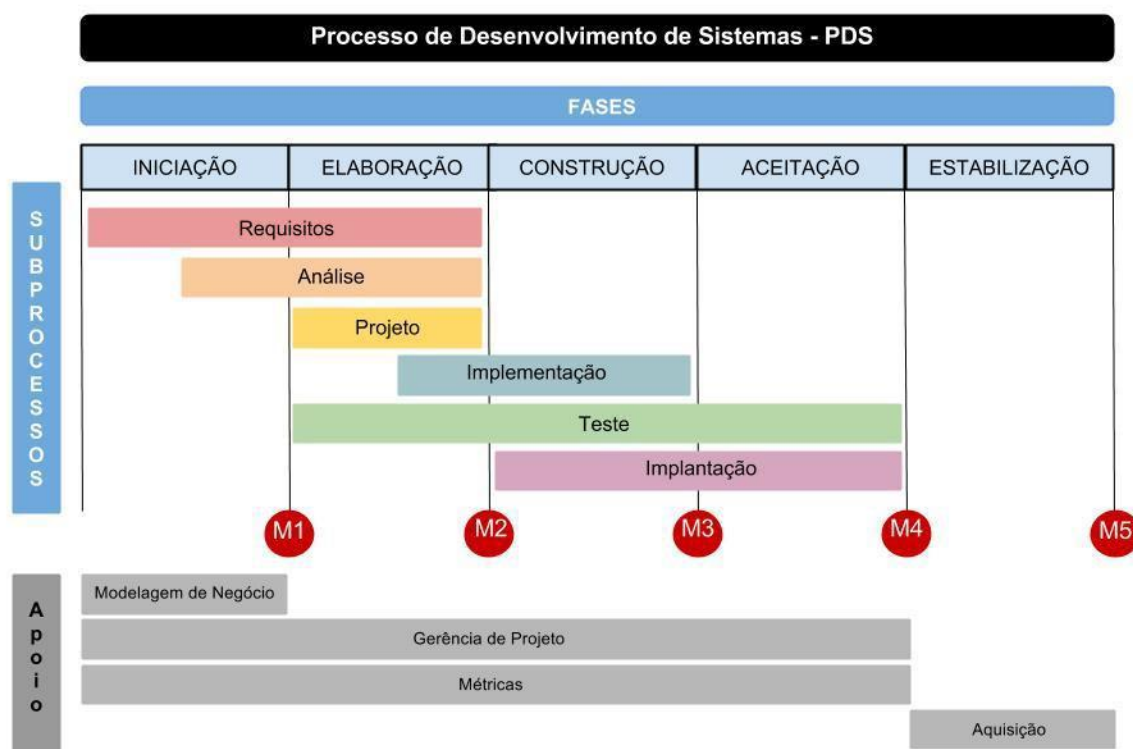 Processo de Desenvolvimento de Sistemas - PDS
FASES
INICIAÇÃO
ELABORAÇÃO
CONSTRUÇÃO
ACEITAÇÃO
ESTABILIZAÇÃO
SUBPROCESSOS
Requisitos
Análise
Projeto
Implementação
Teste
Implantação
M1
M2
M3
M4
M5
Apoio
Modelagem de Negócio
Gerência de Projeto
Métricas
Aquisição